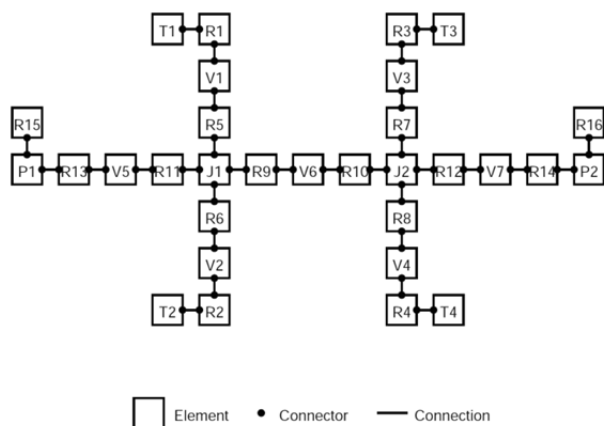 T1 R1 R3 T3
V1 V3
R15 R5 R7 R16
P1 R13 V5 R11 J1 R9 V6 R10 J2 R12 V7 R14 P2
R6 R8
V2 V4
T2 R2 R4 T4
Element Connector Connection